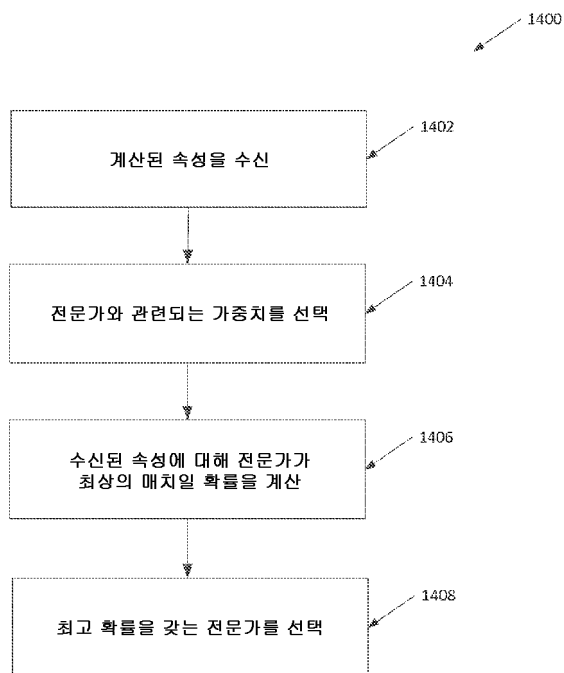 1400
계산된 속성을 수신
1402
전문가와 관련되는 가중치를 선택
1404
수신된 속성에 대해 전문가가
최상의 매치일 확률을 계산
1406
최고 확률을 갖는 전문가를 선택
1408